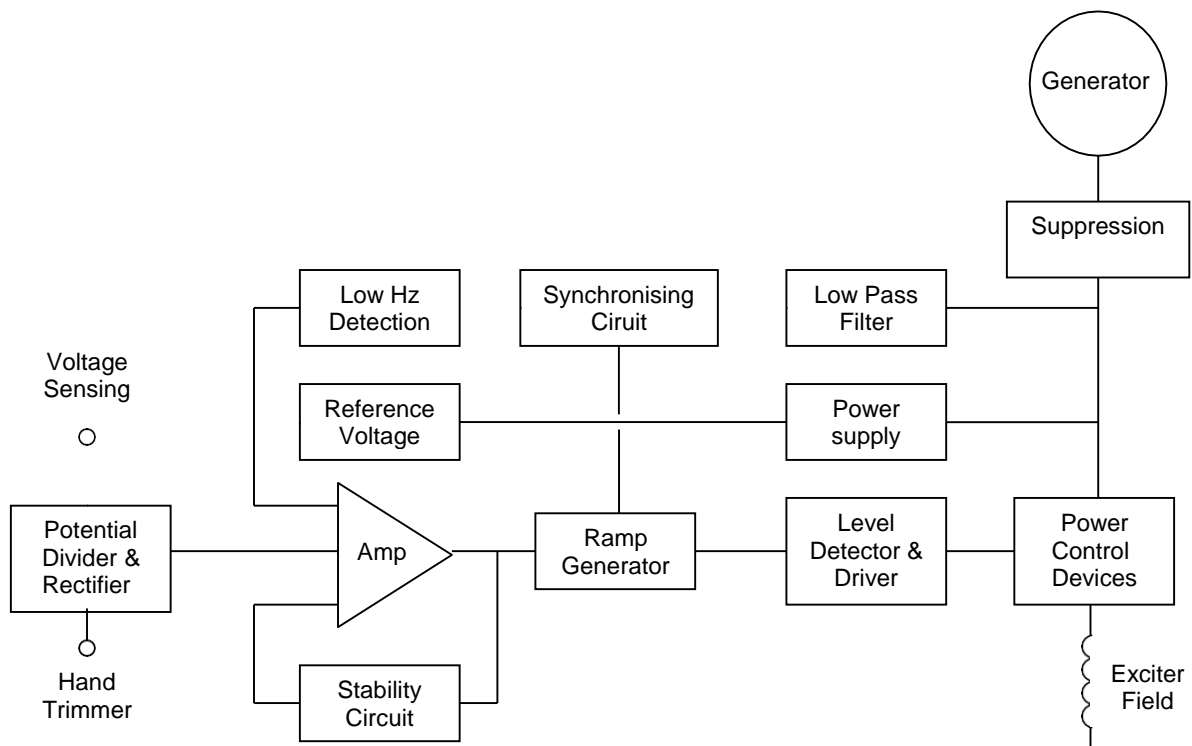 Generator
Suppression
Low Hz
Detection
Synchronising
Ciruit
Low Pass
Filter
Voltage
Sensing
Reference
Voltage
Power
supply
Potential
Divider &
Rectifier
Amp
Ramp
Generator
Level
Detector &
Driver
Power
Control
Devices
Hand
Trimmer
Stability
Circuit
Exciter
Field